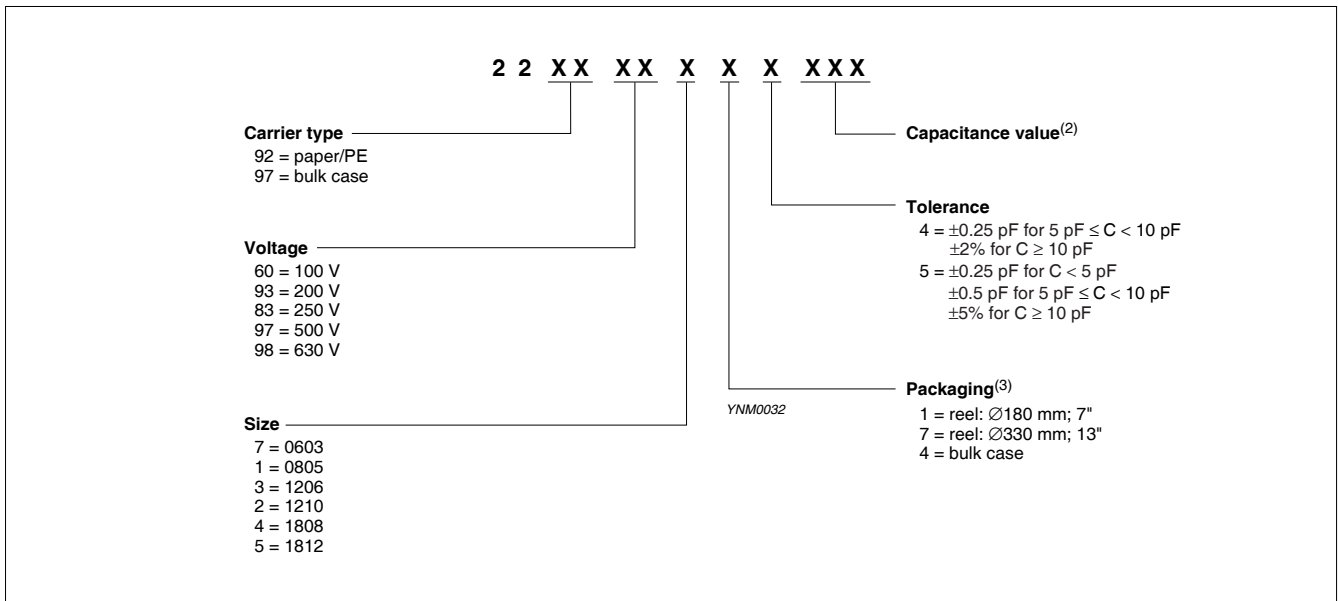 2 2 X X X X X X X X X X
Carrier type
92 = paper/PE
97 = bulk case
Voltage
60 = 100 V
93 = 200 V
83 = 250 V
97 = 500 V
98 = 630 V
Size
7 = 0603
1 = 0805
3 = 1206
2 = 1210
4 = 1808
5 = 1812
Capacitance value(2)
Tolerance
4 = ±0.25 pF for 5 pF ≤ C < 10 pF
±2% for C ≥ 10 pF
5 = ±0.25 pF for C < 5 pF
±0.5 pF for 5 pF ≤ C < 10 pF
±5% for C ≥ 10 pF
Packaging(3)
1 = reel: ∅180 mm; 7"
7 = reel: ∅330 mm; 13"
4 = bulk case
YNM0032